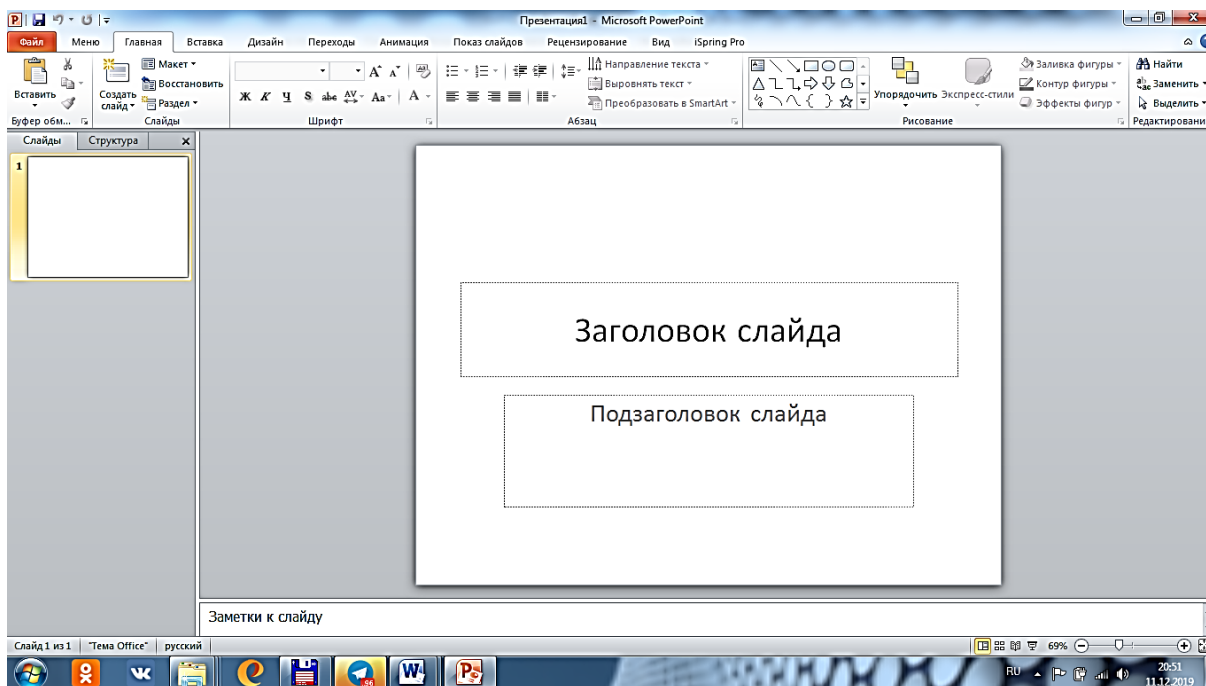 Презентация1 - Microsoft PowerPoint
Файл Меню Главная Вставка Дизайн Переходы Анимация Показ слайдов Рецензирование Вид iSpring Pro
Вставить
Создать слайд
Макет
Восстановить
Раздел
Ж К Ч S abc AV Aa A
Направление текста
Выровнять текст
Преобразовать в SmartArt
Упорядочить
Экспресс-стили
Заливка фигуры
Контур фигуры
Эффекты фигур
Найти
Заменить
Выделить
Буфер обм... Слайды Шрифт Абзац Рисование Редактировани
Слайды Структура
1
Заголовок слайда
Подзаголовок слайда
Заметки к слайду
Слайд 1 из 1 "Тема Office" русский 69%
RU 20:51
11.12.2019